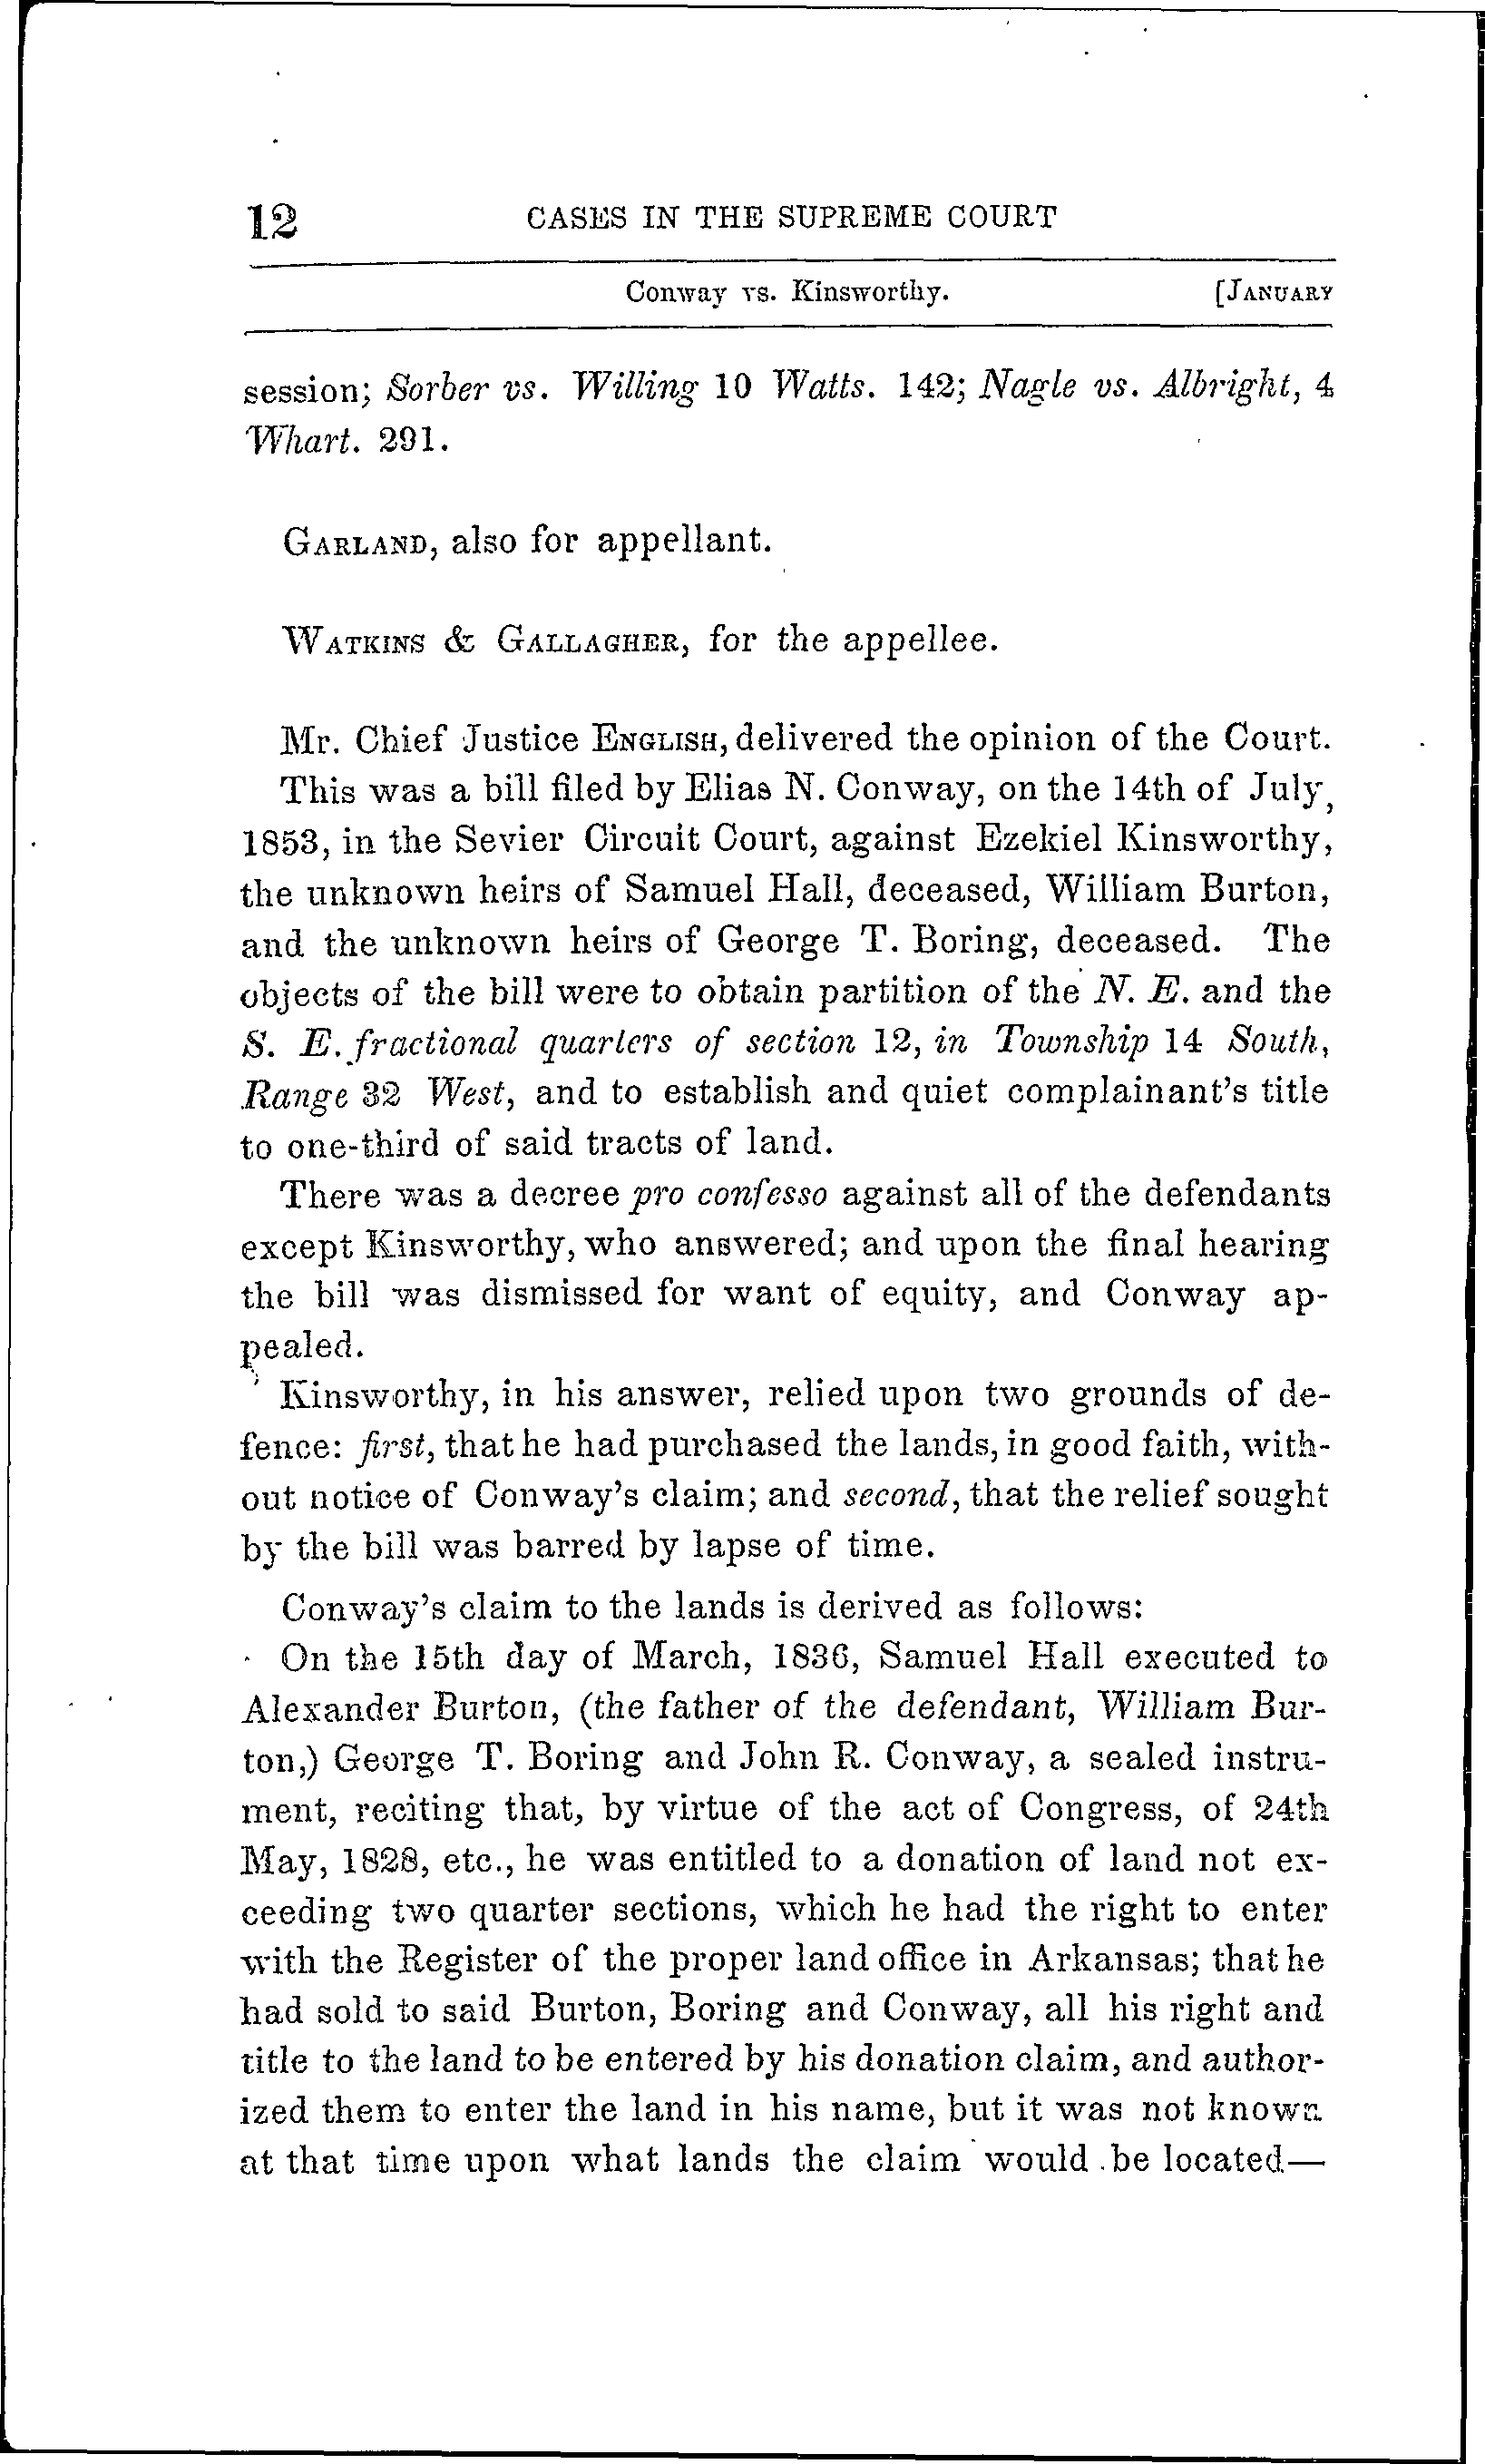 12 CASES IN THE SUPREME COURT
Conway vs. Kinsworthy. [JANUARY
session; Sorber vs. Willing 10 Watts. 142; Nagle vs. Albright, 4
Whart. 291.
GARLAND, also for appellant.
WATKINS & GALLAGHER, for the appellee.
Mr. Chief Justice ENGLISH, delivered the opinion of the Court.
This was a bill filed by Elias N. Conway, on the 14th of July,
1853, in the Sevier Circuit Court, against Ezekiel Kinsworthy,
the unknown heirs of Samuel Hall, deceased, William Burton,
and the unknown heirs of George T. Boring, deceased. The
objects of the bill were to obtain partition of the N. E. and the
S. E. fractional quarters of section 12, in Township 14 South,
Range 32 West, and to establish and quiet complainant's title
to one-third of said tracts of land.
There was a decree pro confesso against all of the defendants
except Kinsworthy, who answered; and upon the final hearing
the bill was dismissed for want of equity, and Conway ap-
pealed.
Kinsworthy, in his answer, relied upon two grounds of de-
fence: first, that he had purchased the lands, in good faith, with-
out notice of Conway's claim; and second, that the relief sought
by the bill was barred by lapse of time.
Conway's claim to the lands is derived as follows:
On the 15th day of March, 1836, Samuel Hall executed to
Alexander Burton, (the father of the defendant, William Bur-
ton,) George T. Boring and John R. Conway, a sealed instru-
ment, reciting that, by virtue of the act of Congress, of 24th
May, 1828, etc., he was entitled to a donation of land not ex-
ceeding two quarter sections, which he had the right to enter
with the Register of the proper land office in Arkansas; that he
had sold to said Burton, Boring and Conway, all his right and
title to the land to be entered by his donation claim, and author-
ized them to enter the land in his name, but it was not known
at that time upon what lands the claim would be located—